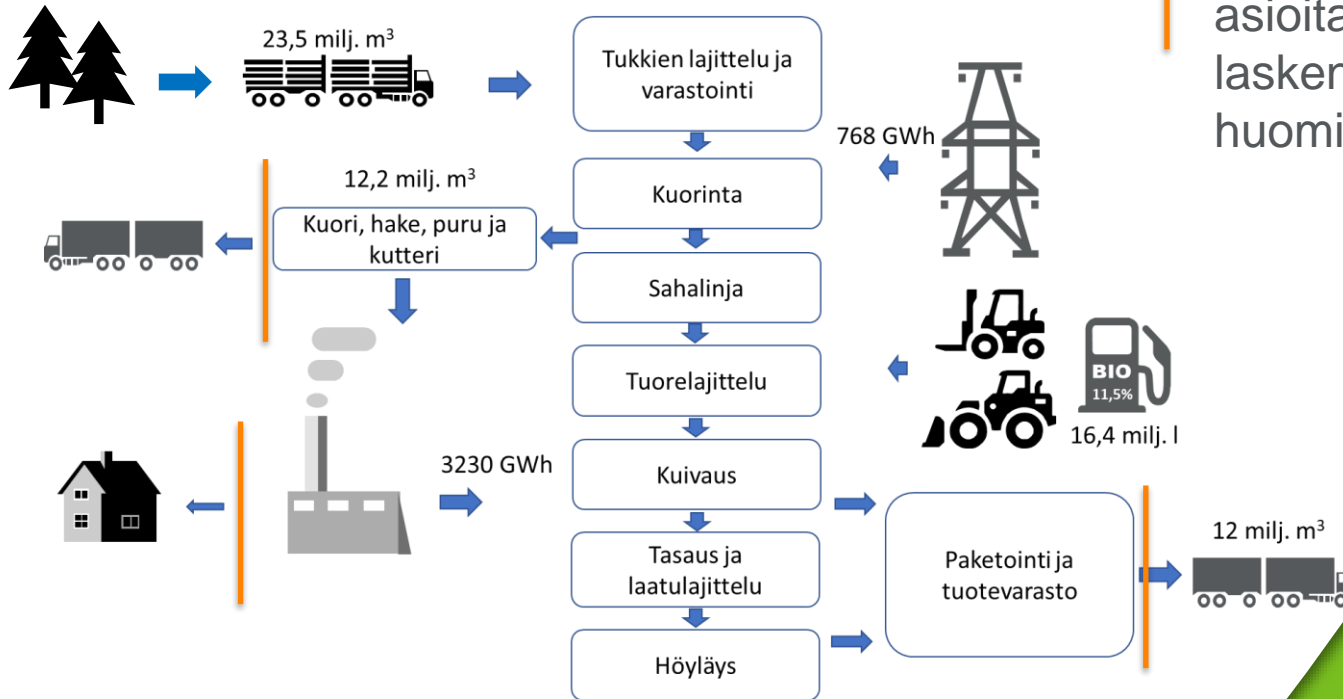 23,5 milj. m³
Tukkien lajittelu ja
varastointi
768 GWh
12,2 milj. m³
Kuori, hake, puru ja
kutteri
Kuorinta
Sahalinja
Tuorelajittelu
BIO
11,5%
16,4 milj. l
3230 GWh
Kuivaus
Tasaus ja
laatulajittelu
Höyläys
Paketointi ja
tuotevarasto
12 milj. m³
asioita